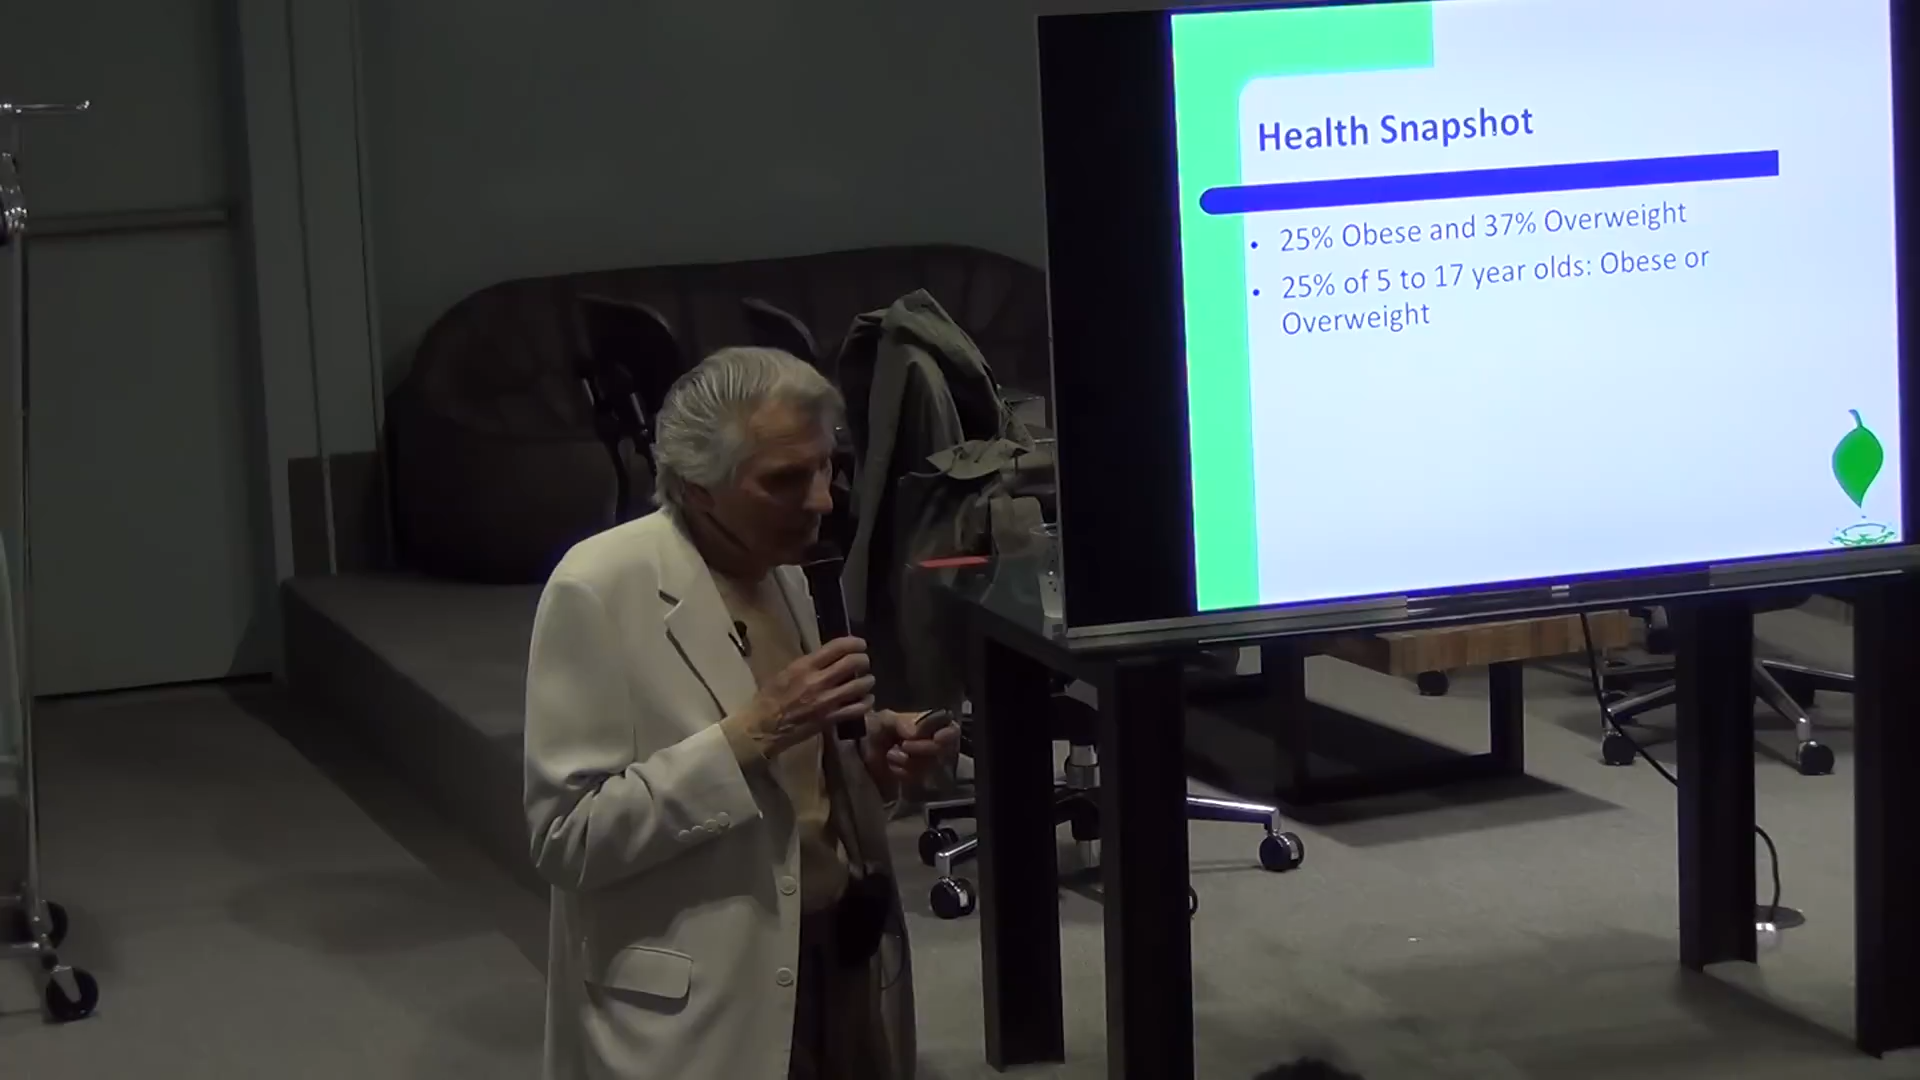 Health Snapshot
• 25% Obese and 37% Overweight
• 25% of 5 to 17 year olds: Obese or
Overweight